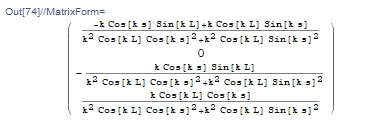 Out[74]//MatrixForm=
-k Cos[k s] Sin[k L]+k Cos[k L] Sin[k s]
k² Cos[k L] Cos[k s]²+k² Cos[k L] Sin[k s]²
0
- k Cos[k s] Sin[k L]
k² Cos[k L] Cos[k s]²+k² Cos[k L] Sin[k s]²
k Cos[k L] Cos[k s]
k² Cos[k L] Cos[k s]²+k² Cos[k L] Sin[k s]²